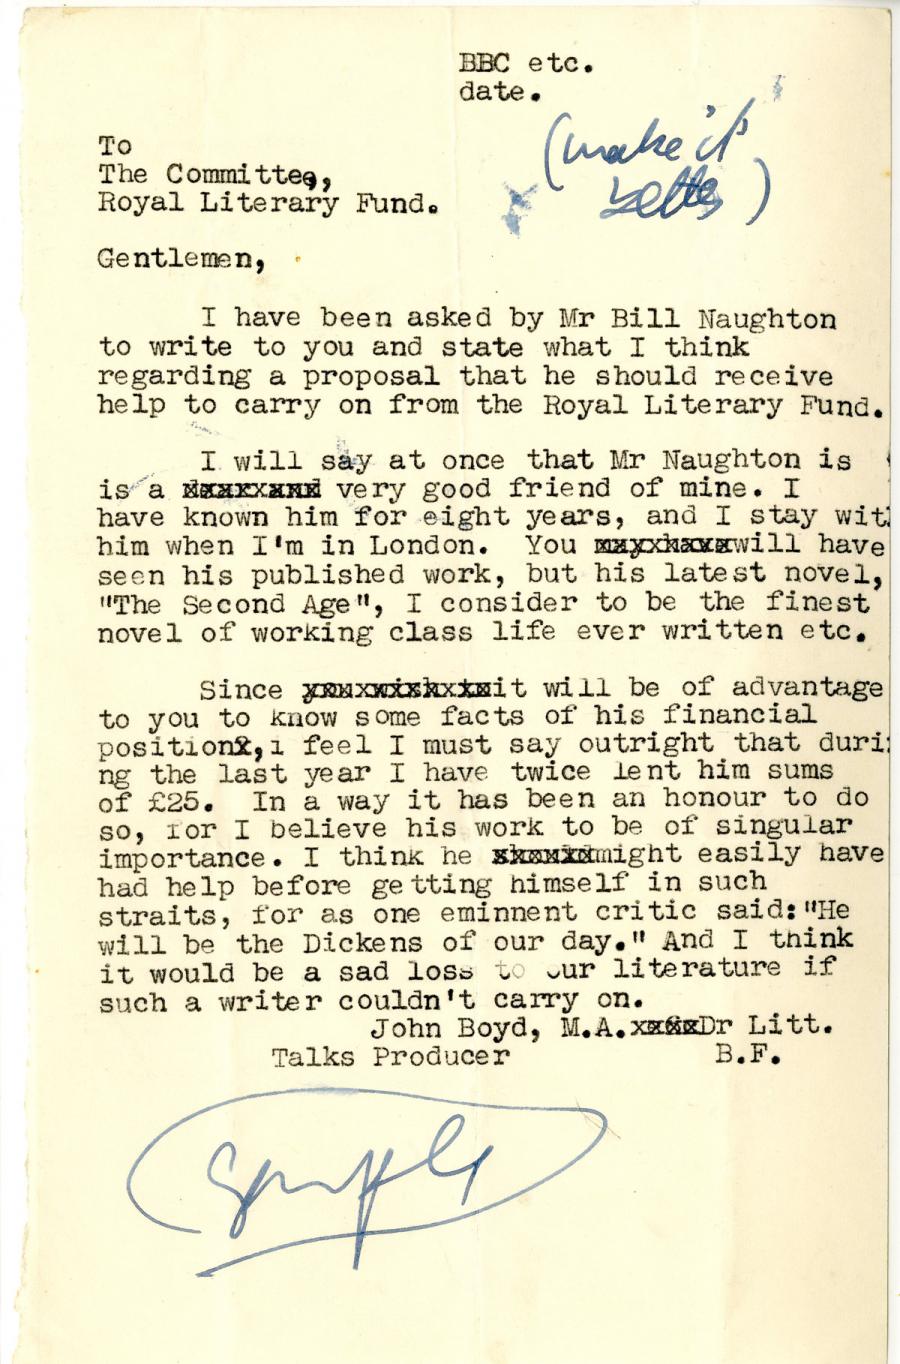 BBC etc.
date.
(make it
better)
To
The Committee,
Royal Literary Fund.
Gentlemen,
I have been asked by Mr Bill Naughton
to write to you and state what I think
regarding a proposal that he should receive
help to carry on from the Royal Literary Fund.
I will say at once that Mr Naughton is
is a very good friend of mine. I
have known him for eight years, and I stay wit
him when I'm in London. You will have
seen his published work, but his latest novel,
"The Second Age", I consider to be the finest
novel of working class life ever written etc.
Since it will be of advantage
to you to know some facts of his financial
position, i feel I must say outright that duri
ng the last year I have twice lent him sums
of £25. In a way it has been an honour to do
so, for I believe his work to be of singular
importance. I think he might easily have
had help before getting himself in such
straits, for as one eminnent critic said:"He
will be the Dickens of our day." And I think
it would be a sad loss to our literature if
such a writer couldn't carry on.
John Boyd, M.A. Dr Litt.
Talks Producer B.F.